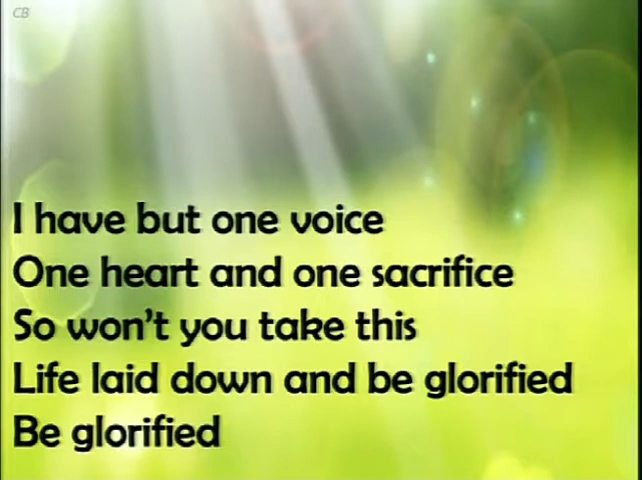 CB
I have but one voice
One heart and one sacrifice
So won't you take this
Life laid down and be glorified
Be glorified